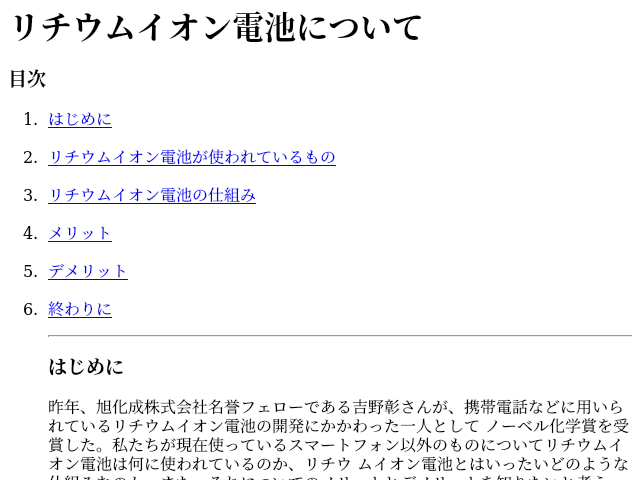 リチウムイオン電池について
目次
1. はじめに
2. リチウムイオン電池が使われているもの
3. リチウムイオン電池の仕組み
4. メリット
5. デメリット
6. 終わりに
はじめに
昨年、旭化成株式会社名誉フェローである吉野彰さんが、携帯電話などに用いら
れているリチウムイオン電池の開発にかかわった一人として ノーベル化学賞を受
賞した。私たちが現在使っているスマートフォン以外のものについてリチウムイ
オン電池は何に使われているのか、リチウ ムイオン電池とはいったいどのような